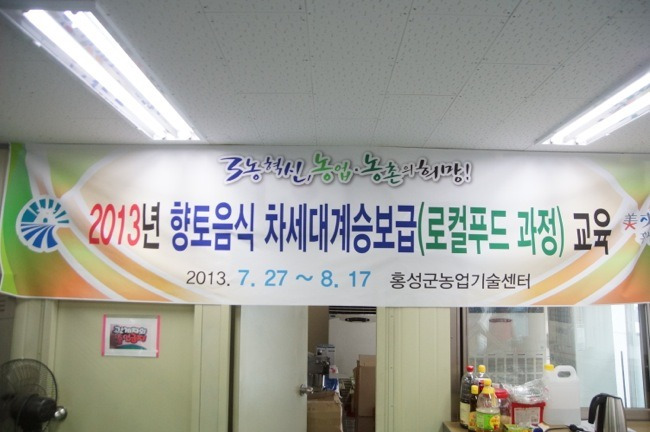 3농혁신, 농업·농촌의 희망!
2013년 향토음식 차세대계승보급(로컬푸드 과정) 교육
2013. 7. 27 ~ 8. 17 홍성군농업기술센터
美